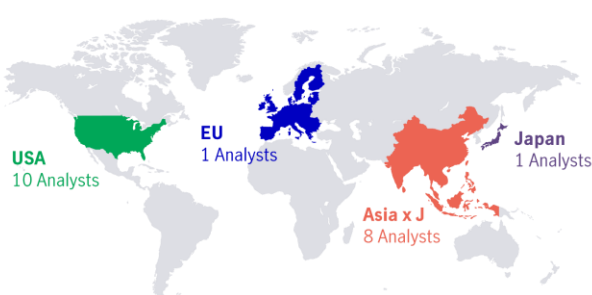 USA
10 Analysts
EU
1 Analysts
Asia x J
8 Analysts
Japan
1 Analysts